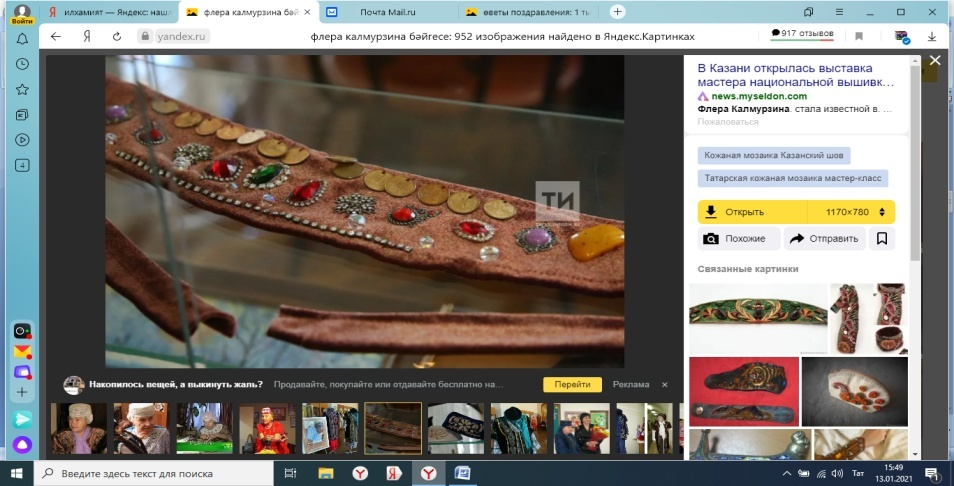 Войти
илхамият — Яндекс: наш
флера калмурзина бәй
Почта Mail.ru
өветы поздравления: 1 ты
yandex.ru
флера калмурзина бәйгесе: 952 изображения найдено в Яндекс.Картинках
917 отзывов
В Казани открылась выставка
мастера национальной вышивк…
news.myseldon.com
Флера Калмурзина. стала известной в. …
Пожаловаться
Кожаная мозаика Казанский шов
Татарская кожаная мозаика мастер-класс
Открыть 1170×780
Похожие Отправить
Связанные картинки
ТИ
4
Накопилось вещей, а выкинуть жаль? Продавайте, покупайте или отдавайте бесплатно на…
Перейти
Реклама
Введите здесь текст для поиска
Тат
15:49
13.01.2021